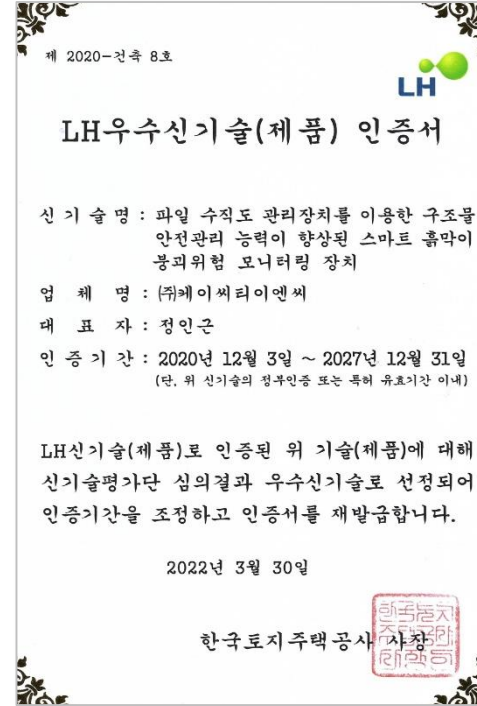 제 2020-건축 8호
LH
LH우수신기술(제품) 인증서
신 기 술 명 : 파일 수직도 관리장치를 이용한 구조물
안전관리 능력이 향상된 스마트 흙막이
붕괴위험 모니터링 장치
업 체 명 : ㈜케이씨티이엔씨
대 표 자 : 정인근
인 증 기 간 : 2020년 12월 3일 ~ 2027년 12월 31일
(단, 위 신기술의 정부인증 또는 특허 유효기간 이내)
LH신기술(제품)로 인증된 위 기술(제품)에 대해
신기술평가단 심의결과 우수신기술로 선정되어
인증기간을 조정하고 인증서를 재발급합니다.
2022년 3월 30일
한국토지주택공사 사장